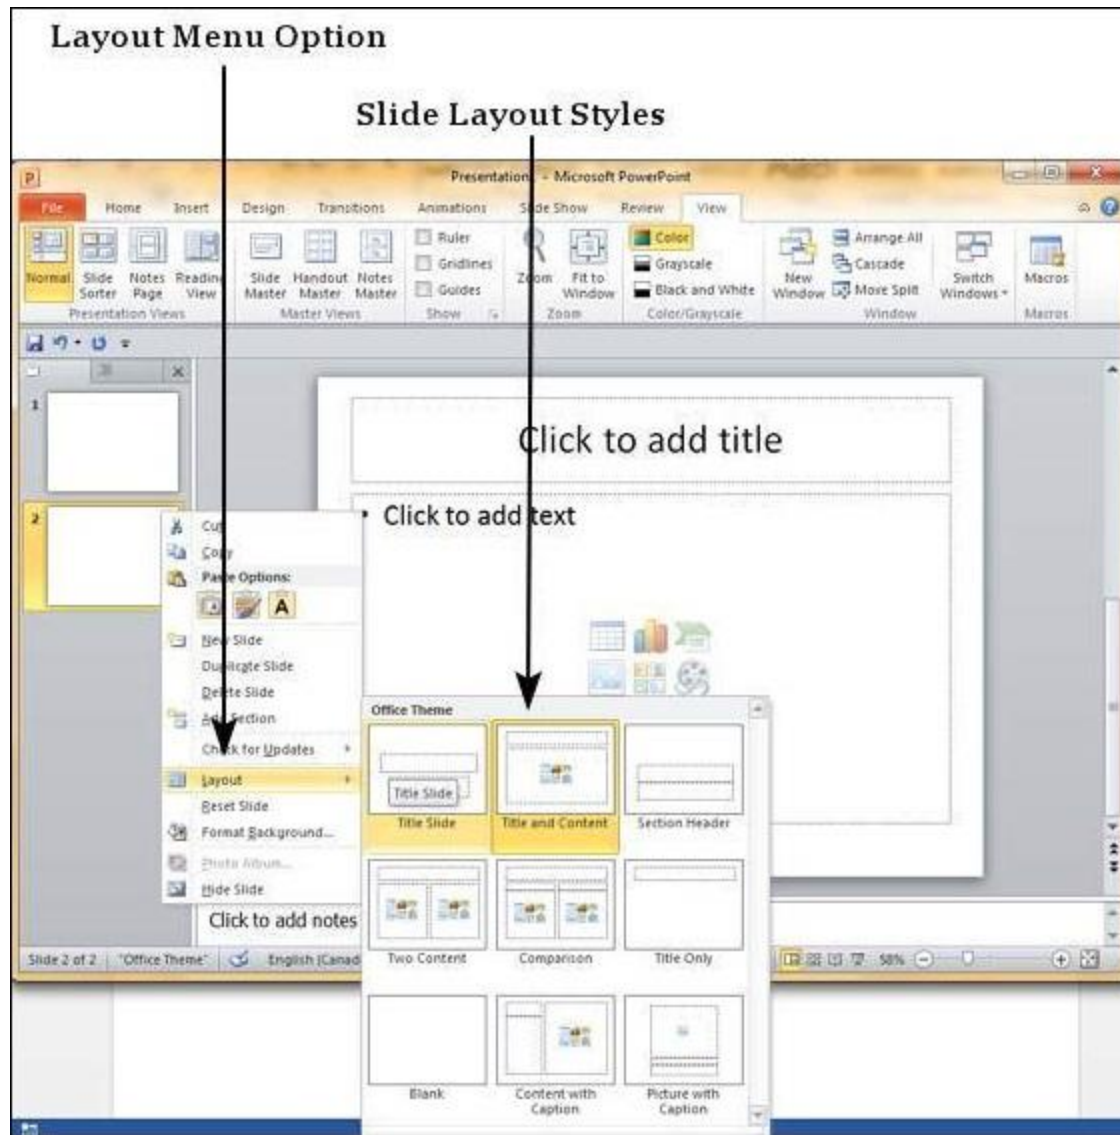 Layout Menu Option
Slide Layout Styles
Presentation - Microsoft PowerPoint
File Home Insert Design Transitions Animations Slide Show Review View
Normal Slide Sorter Notes Page Reading View
Slide Master Handout Master Notes Master
Ruler
Gridlines
Guides
Zoom Fit to Window
Color
Grayscale
Black and White
New Window
Arrange All
Cascade
Move Split
Switch Windows
Macros
Presentation Views Master Views Show Zoom Color/Grayscale Window Macros
1
2
Click to add title
• Click to add text
Cut
Copy
Paste Options:
A
New Slide
Duplicate Slide
Delete Slide
Add Section
Check for Updates
Layout
Reset Slide
Format Background...
Photo Album...
Hide Slide
Office Theme
Title Slide
Title Slide Title and Content Section Header
Two Content Comparison Title Only
Blank Content with Caption Picture with Caption
Click to add notes
Slide 2 of 2 "Office Theme" English (Canad
58%